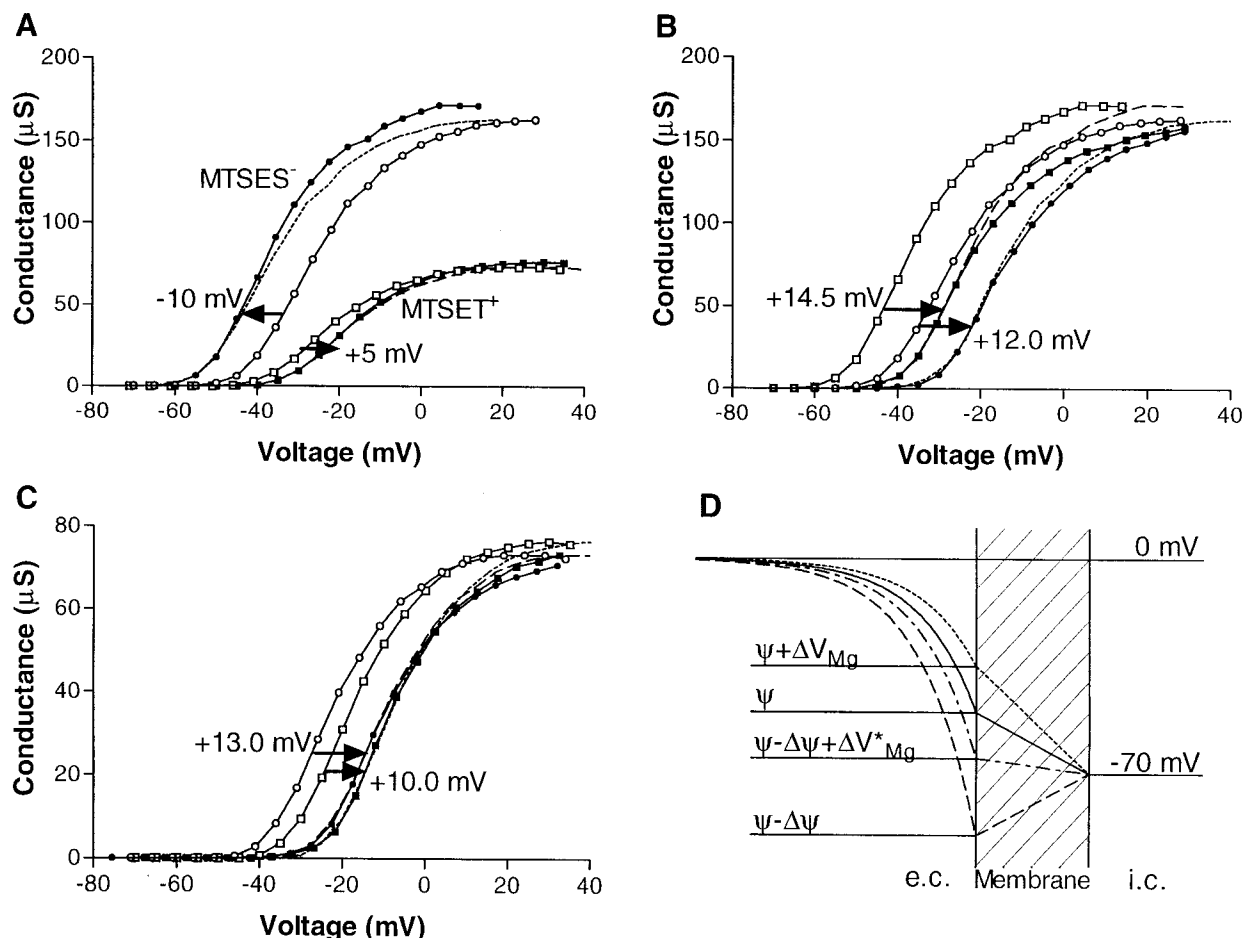 A
Conductance (μS)
200
150
100
50
0
MTSES⁻
-10 mV
MTSET⁺
+5 mV
-80 -60 -40 -20 0 20 40
Voltage (mV)
B
Conductance (μS)
200
150
100
50
0
+14.5 mV
+12.0 mV
-80 -60 -40 -20 0 20 40
Voltage (mV)
C
Conductance (μS)
80
60
40
20
0
+13.0 mV
+10.0 mV
-80 -60 -40 -20 0 20 40
Voltage (mV)
D
0 mV
ψ+ΔV_Mg
ψ
ψ-Δψ+ΔV*_Mg
-70 mV
ψ-Δψ
e.c. Membrane i.c.